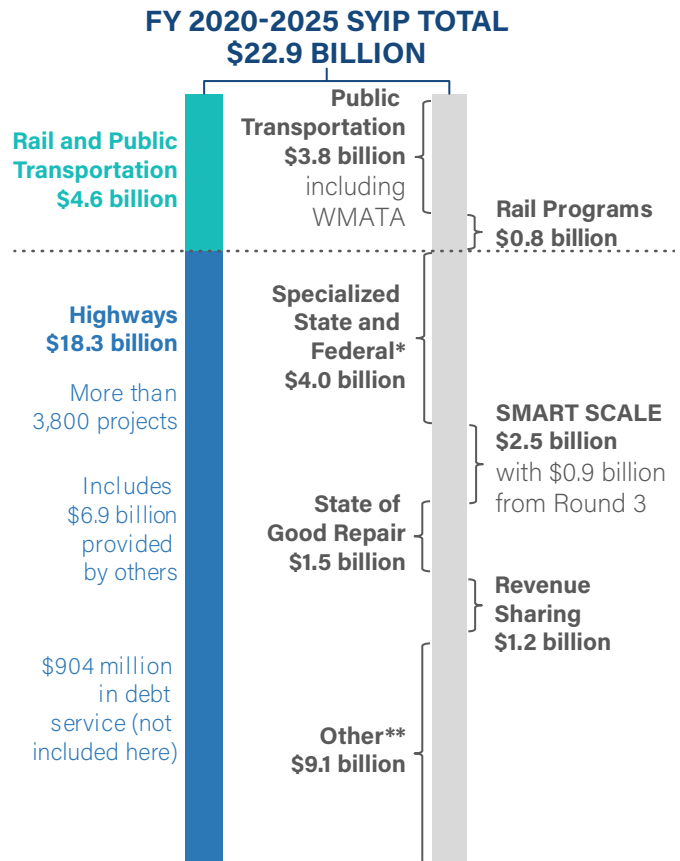 FY 2020-2025 SYIP TOTAL
$22.9 BILLION
Rail and Public
Transportation
$4.6 billion
Public
Transportation
$3.8 billion
including
WMATA
Rail Programs
$0.8 billion
Highways
$18.3 billion
More than
3,800 projects
Includes
$6.9 billion
provided
by others
$904 million
in debt
service (not
included here)
Specialized
State and
Federal*
$4.0 billion
SMART SCALE
$2.5 billion
with $0.9 billion
from Round 3
State of
Good Repair
$1.5 billion
Revenue
Sharing
$1.2 billion
Other**
$9.1 billion